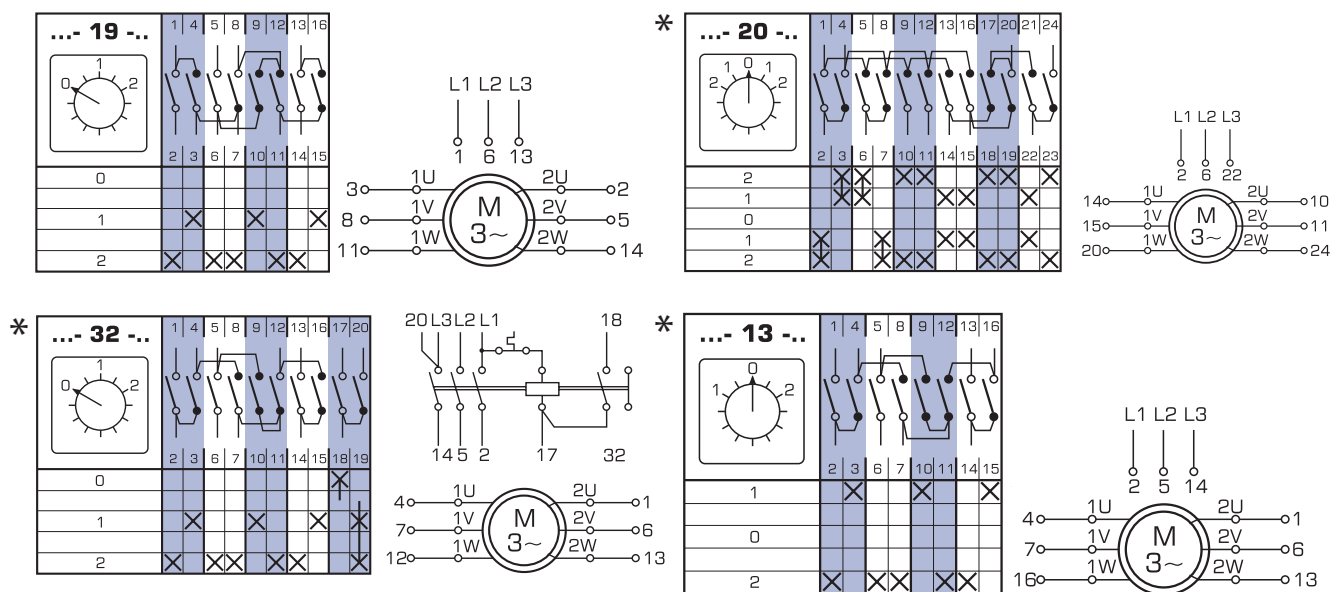 ...- 19 -..
1 4 5 8 9 12 13 16
0 1 2
2 3 6 7 10 11 14 15
0
1
2
L1 L2 L3
1 6 13
3 1U 2U 2
8 1V 2V 5
11 1W 2W 14
M
3~
* ...- 20 -..
1 4 5 8 9 12 13 16 17 20 21 24
2 1 0 1 2
2 3 6 7 10 11 14 15 18 19 22 23
2
1
0
1
2
L1 L2 L3
2 6 22
14 1U 2U 10
15 1V 2V 11
20 1W 2W 24
M
3~
* ...- 32 -..
1 4 5 8 9 12 13 16 17 20
0 1 2
2 3 6 7 10 11 14 15 18 19
0
1
2
20 L3 L2 L1 18
14 5 2 17 32
4 1U 2U 1
7 1V 2V 6
12 1W 2W 13
M
3~
* ...- 13 -..
1 4 5 8 9 12 13 16
1 0 2
2 3 6 7 10 11 14 15
1
0
2
L1 L2 L3
2 5 14
4 1U 2U 1
7 1V 2V 6
16 1W 2W 13
M
3~